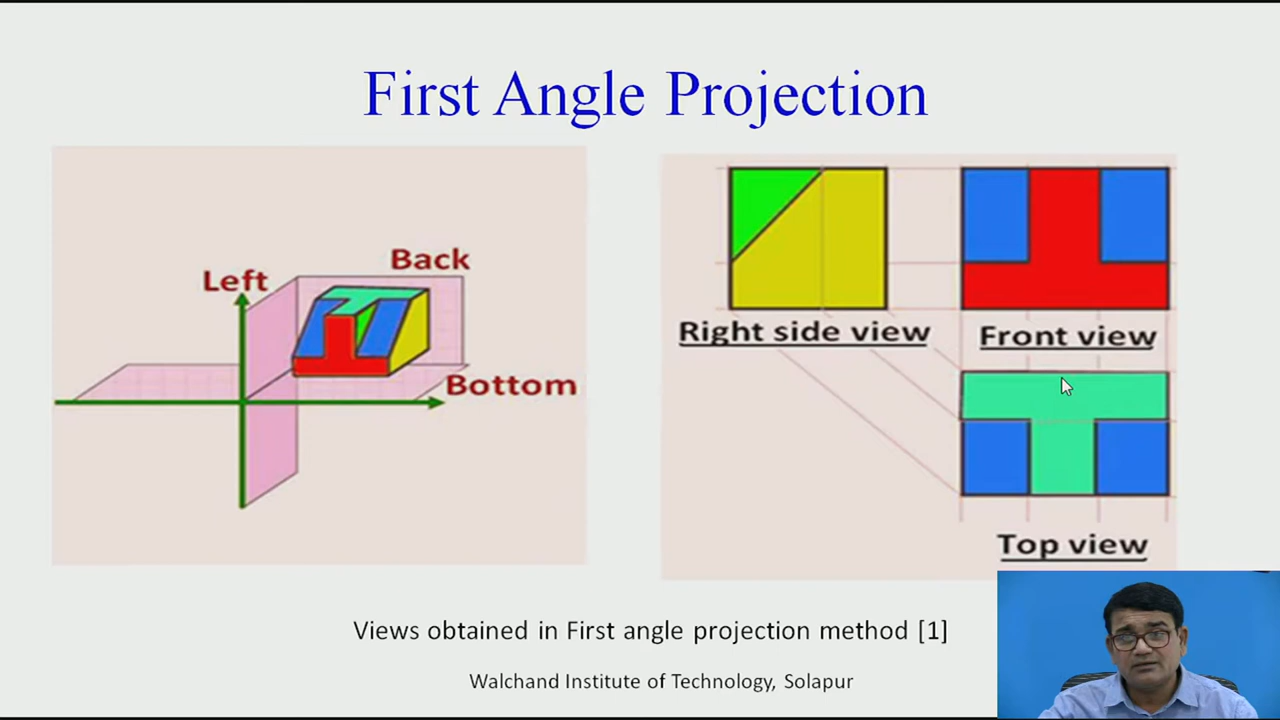 First Angle Projection
Left
Back
Bottom
Right side view
Front view
Top view
Views obtained in First angle projection method [1]
Walchand Institute of Technology, Solapur